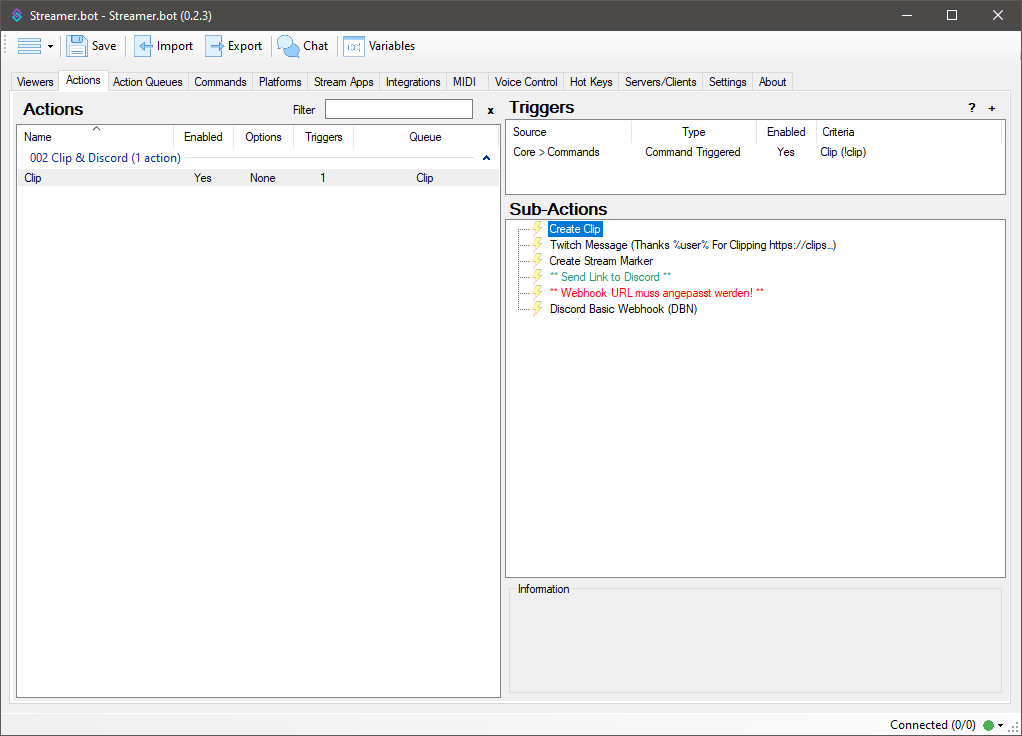 Streamer.bot - Streamer.bot (0.2.3)
Save Import Export Chat Variables
Viewers Actions Action Queues Commands Platforms Stream Apps Integrations MIDI Voice Control Hot Keys Servers/Clients Settings About
Actions Filter x
Name Enabled Options Triggers Queue
002 Clip & Discord (1 action)
Clip Yes None 1 Clip
Triggers ? +
Source Type Enabled Criteria
Core > Commands Command Triggered Yes Clip (!clip)
Sub-Actions
Create Clip
Twitch Message (Thanks %user% For Clipping https://clips...)
Create Stream Marker
** Send Link to Discord **
** Webhook URL muss angepasst werden! **
Discord Basic Webhook (DBN)
Information
Connected (0/0)